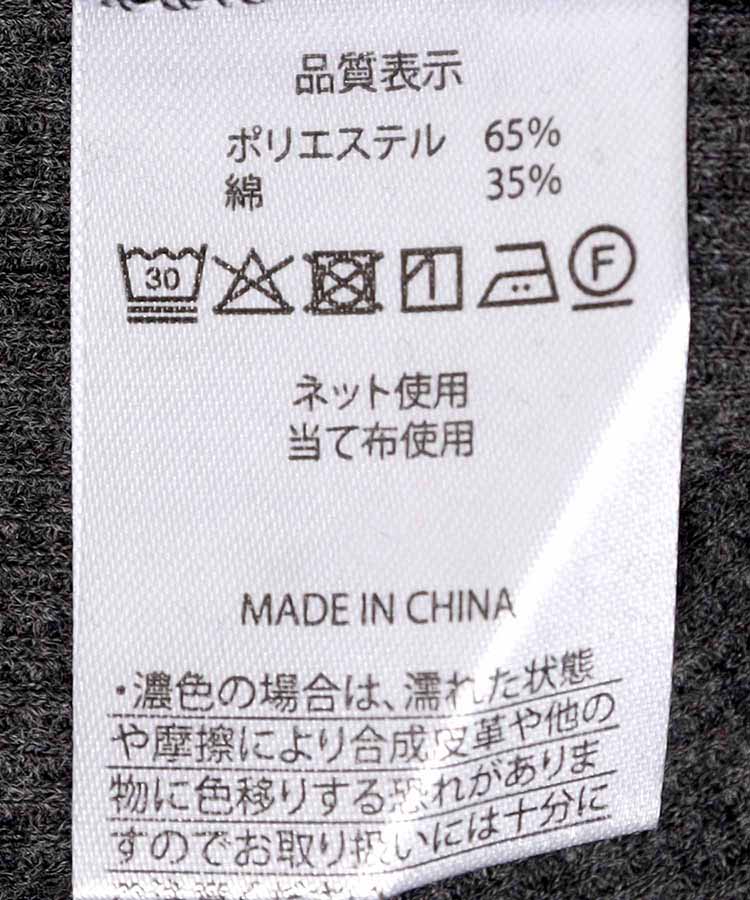 品質表示
ポリエステル 65%
綿 35%
30
F
ネット使用
当て布使用
MADE IN CHINA
・濃色の場合は、濡れた状態
や摩擦により合成皮革や他の
物に色移りする恐れがありま
すのでお取り扱いには十分に